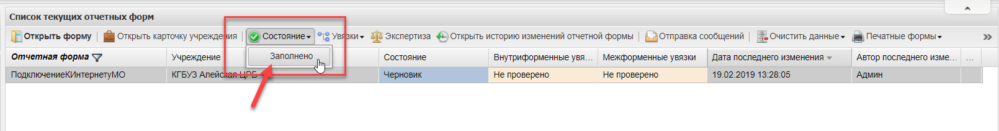 Список текущих отчетных форм
Открыть форму Открыть карточку учреждения Состояние Увязки Экспертиза Открыть историю изменений отчетной формы Отправка сообщений Очистить данные Печатные формы »
Заполнено
Отчетная форма Учреждение Состояние Внутриформенные увя... Межформенные увязки Дата последнего изменения Автор последнего изме... ...
ПодключениеКИнтернетуМО КГБУЗ Алейская ЦРБ Черновик Не проверено Не проверено 19.02.2019 13:28:05 Админ